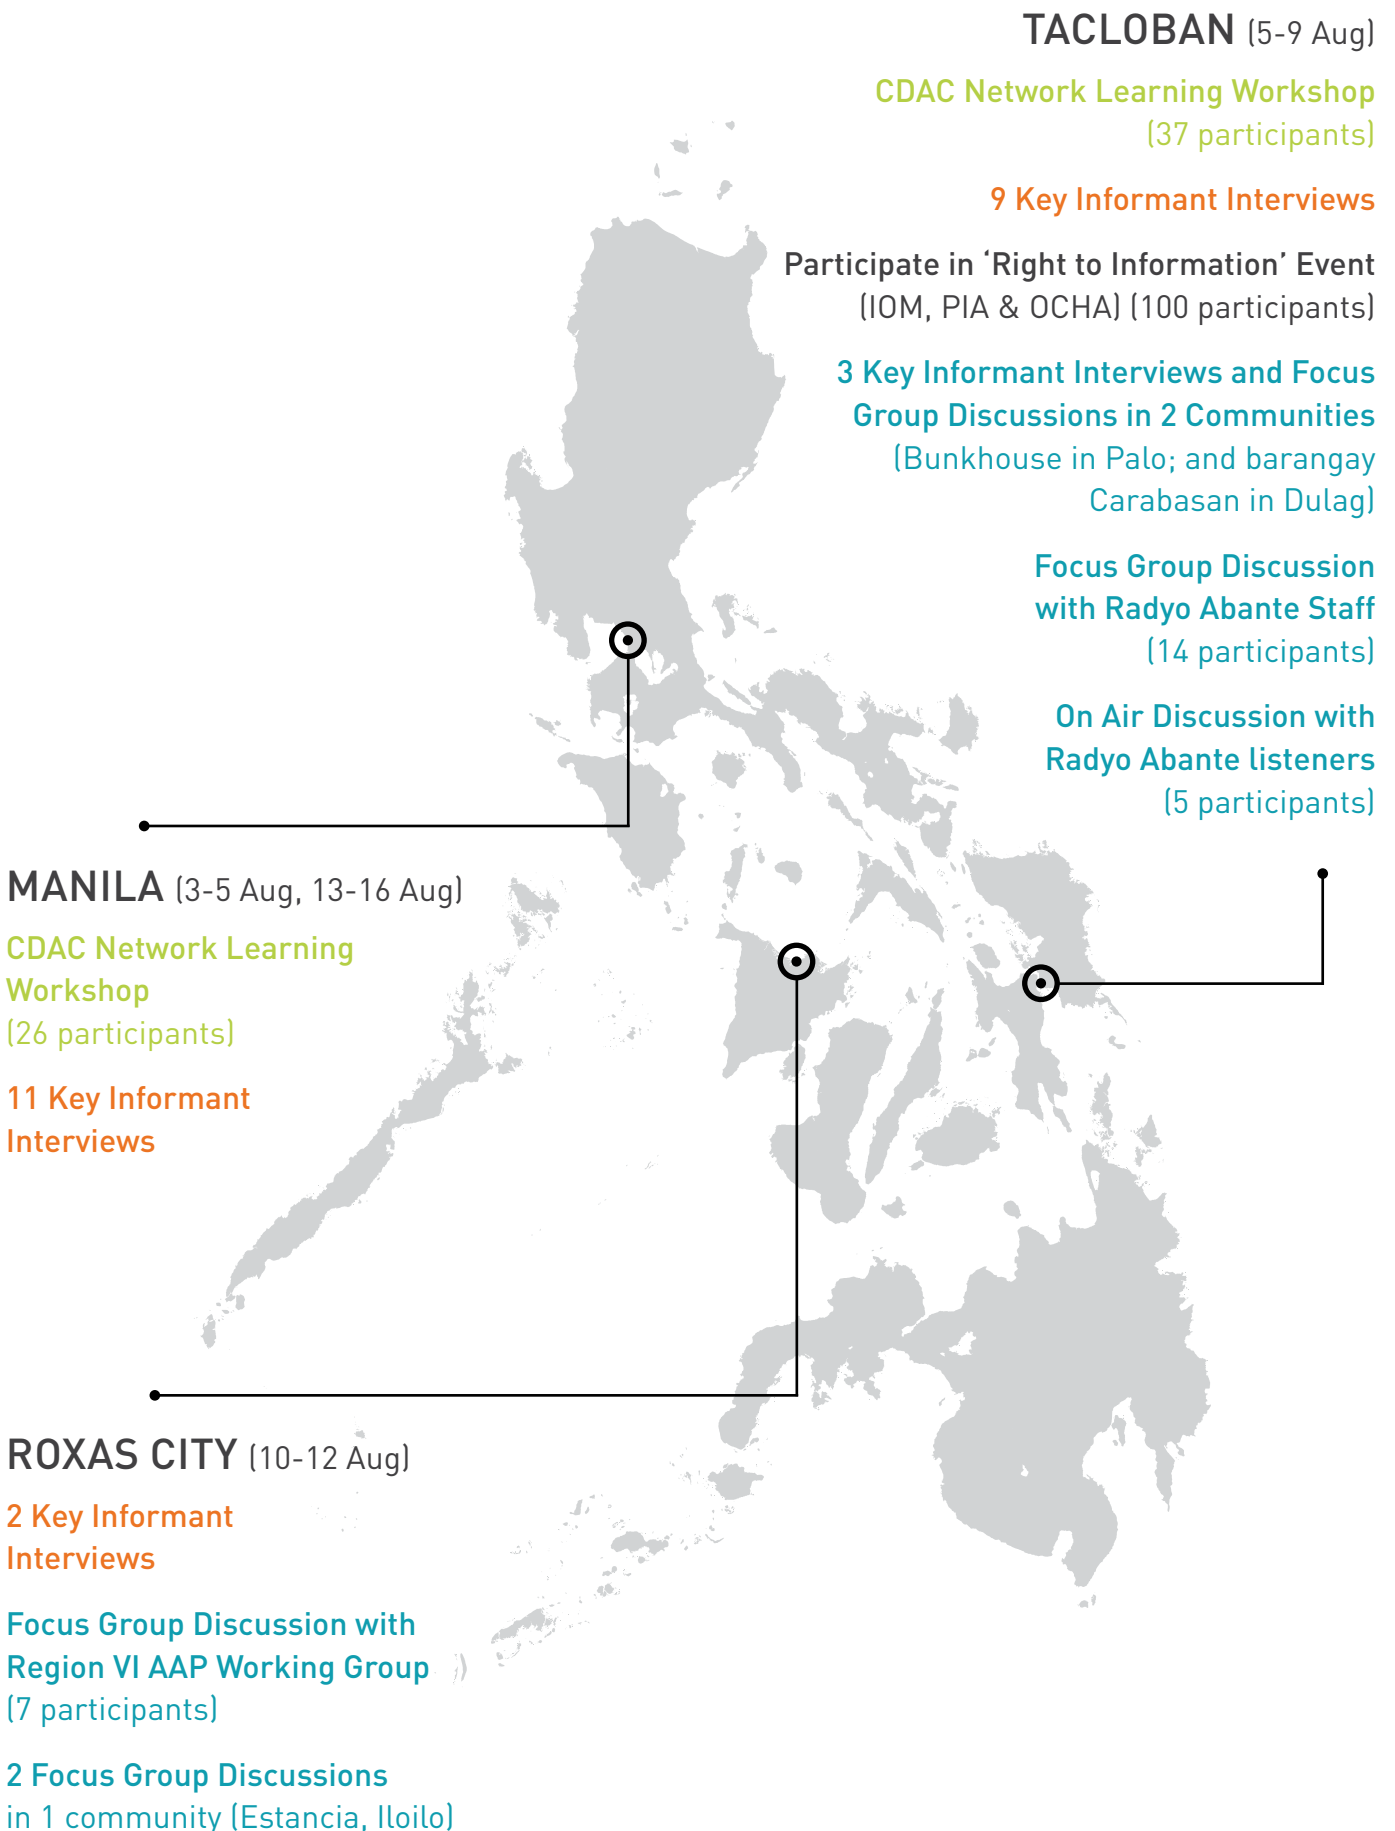 TACLOBAN (5-9 Aug)
CDAC Network Learning Workshop
(37 participants)
9 Key Informant Interviews
Participate in ‘Right to Information’ Event
(IOM, PIA & OCHA) (100 participants)
3 Key Informant Interviews and Focus
Group Discussions in 2 Communities
(Bunkhouse in Palo; and barangay
Carabasan in Dulag)
Focus Group Discussion
with Radyo Abante Staff
(14 participants)
On Air Discussion with
Radyo Abante listeners
(5 participants)
MANILA (3-5 Aug, 13-16 Aug)
CDAC Network Learning
Workshop
(26 participants)
11 Key Informant
Interviews
ROXAS CITY (10-12 Aug)
2 Key Informant
Interviews
Focus Group Discussion with
Region VI AAP Working Group
(7 participants)
2 Focus Group Discussions
in 1 community (Estancia, Iloilo)